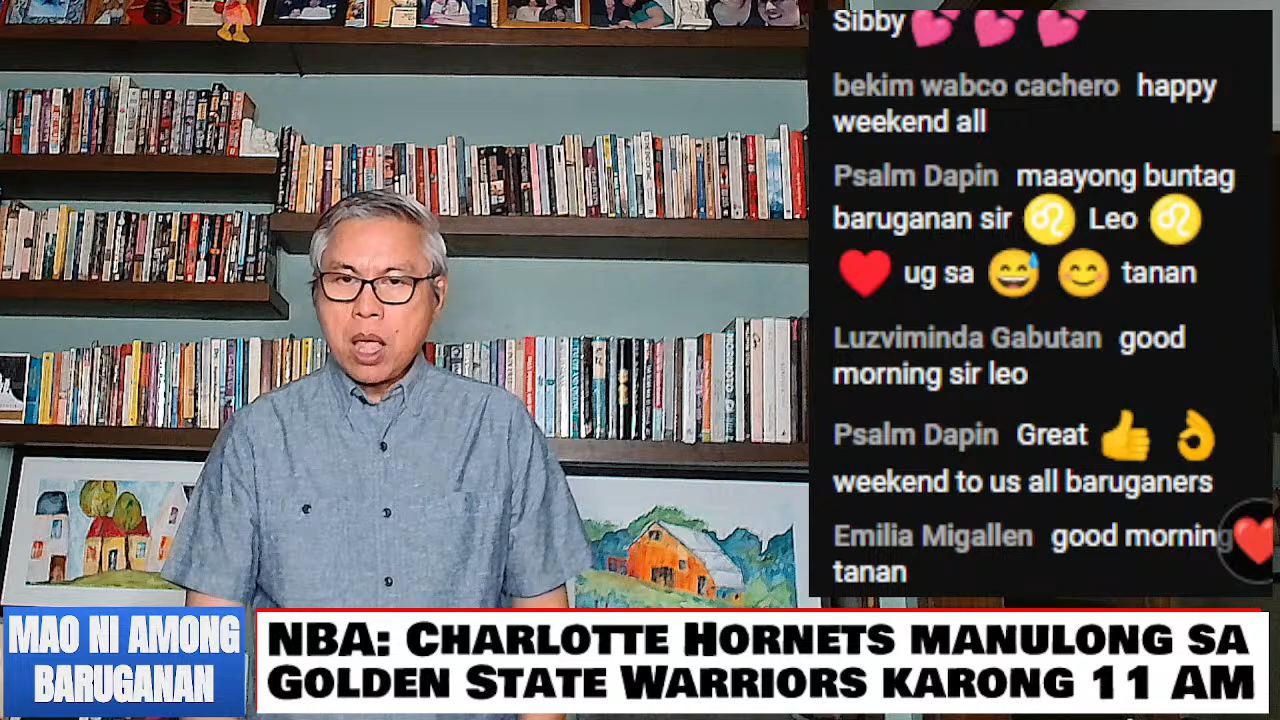 Sibby💕 💕 💕
bekim wabco cachero happy
weekend all
Psalm Dapin maayong buntag
baruganan sir ♌ Leo ♌
❤️ ug sa 😅 😊 tanan
Luzviminda Gabutan good
morning sir leo
Psalm Dapin Great 👍 👌
weekend to us all baruganers
Emilia Migallen good morning
tanan
MAO NI AMONG
BARUGANAN
NBA: CHARLOTTE HORNETS MANULONG SA
GOLDEN STATE WARRIORS KARONG 11 AM